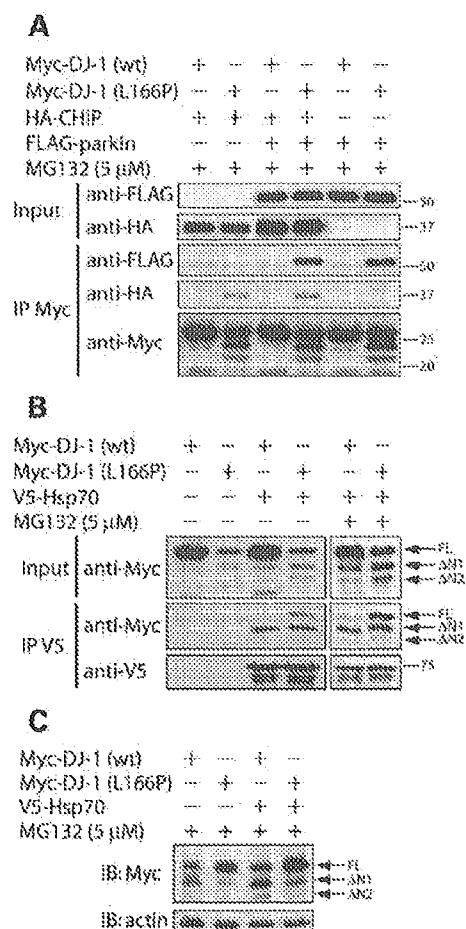 A
Myc-DJ-1 (wt) + − + − + −
Myc-DJ-1 (L166P) − + − + − +
HA-CHIP + + + + − −
FLAG-parkin − − + + + +
MG132 (5 µM) + + + + + +
Input
anti-FLAG
50
anti-HA
37
IP Myc
anti-FLAG
50
anti-HA
37
anti-Myc
25
20
B
Myc-DJ-1 (wt) + − + − + −
Myc-DJ-1 (L166P) − + − + − +
V5-Hsp70 − − + + + +
MG132 (5 µM) − − − − + +
Input
anti-Myc
FL
ΔN1
ΔN2
IP V5
anti-Myc
FL
ΔN1
ΔN2
anti-V5
75
C
Myc-DJ-1 (wt) + − + −
Myc-DJ-1 (L166P) − + − +
V5-Hsp70 − − + +
MG132 (5 µM) + + + +
IB: Myc
FL
ΔN1
ΔN2
IB: actin